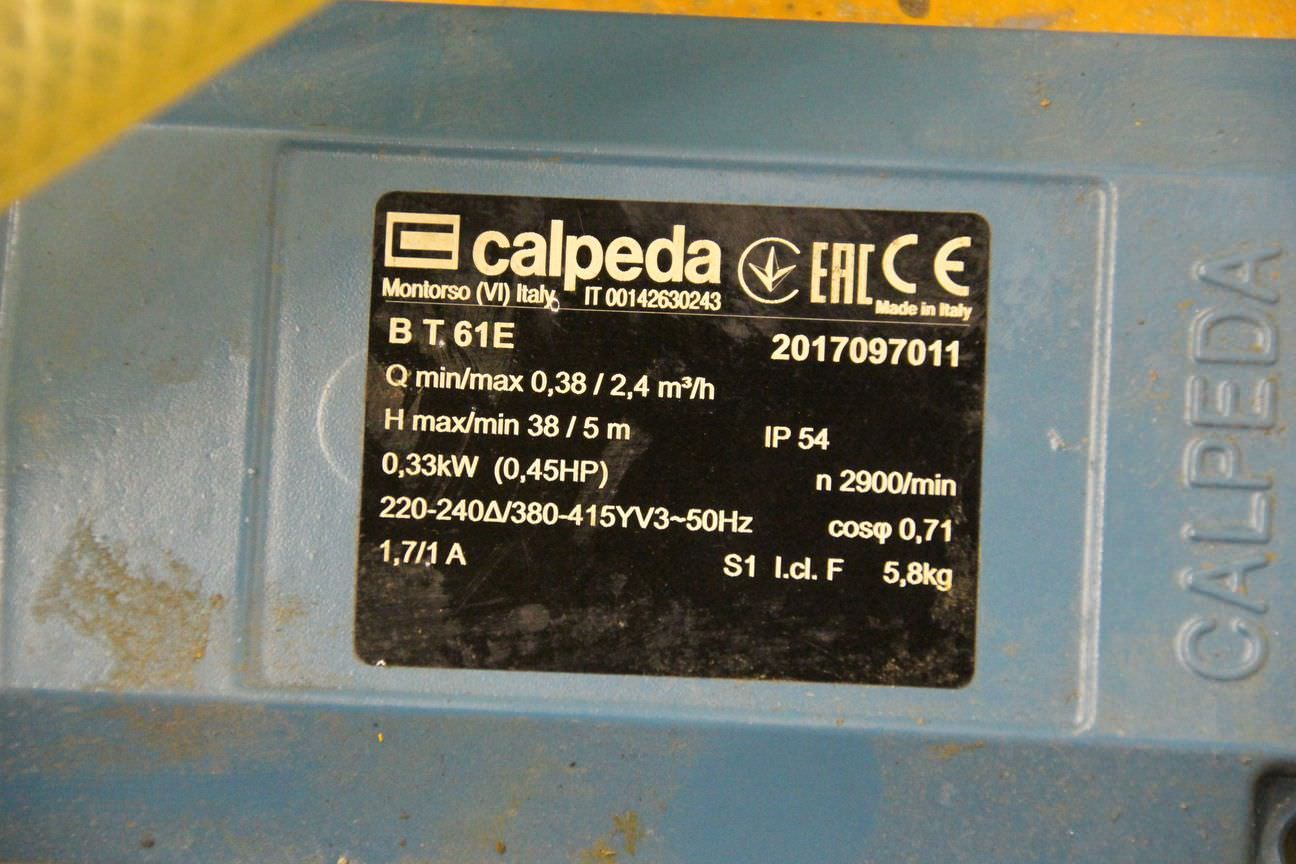 calpeda EAC CE
Montorso (VI) Italy IT 00142630243 Made in Italy
B T. 61E 2017097011
Q min/max 0,38 / 2,4 m³/h
H max/min 38 / 5 m IP 54
0,33kW (0,45HP) n 2900/min
220-240Δ/380-415YV3~50Hz cosφ 0,71
1,7/1 A S1 I.cl. F 5,8kg
CALPEDA